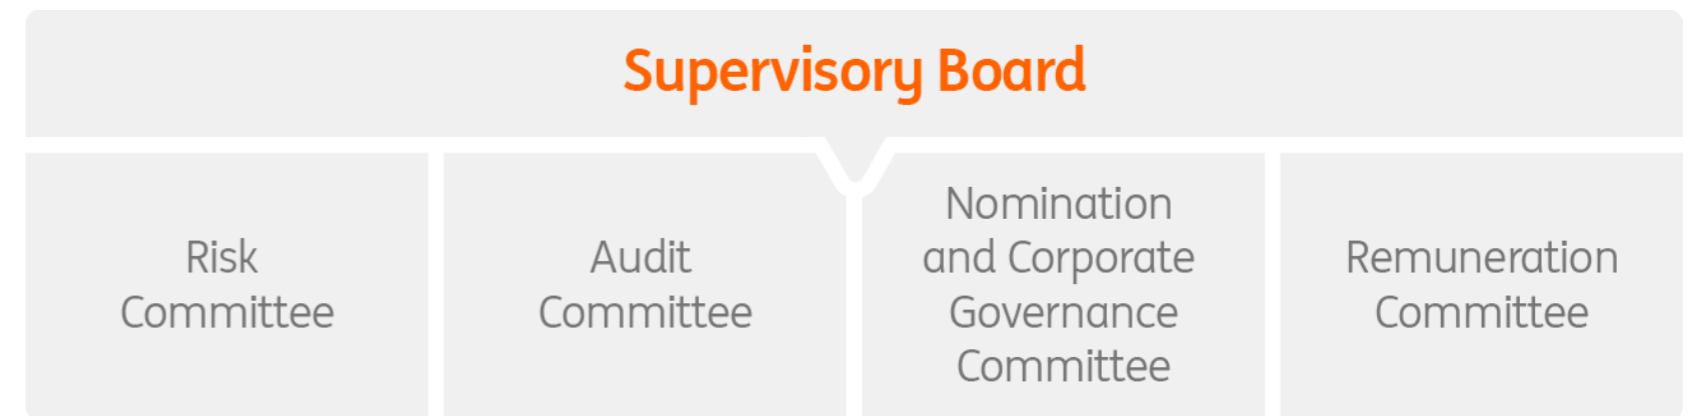 Supervisory Board
Risk
Committee
Audit
Committee
Nomination
and Corporate
Governance
Committee
Remuneration
Committee